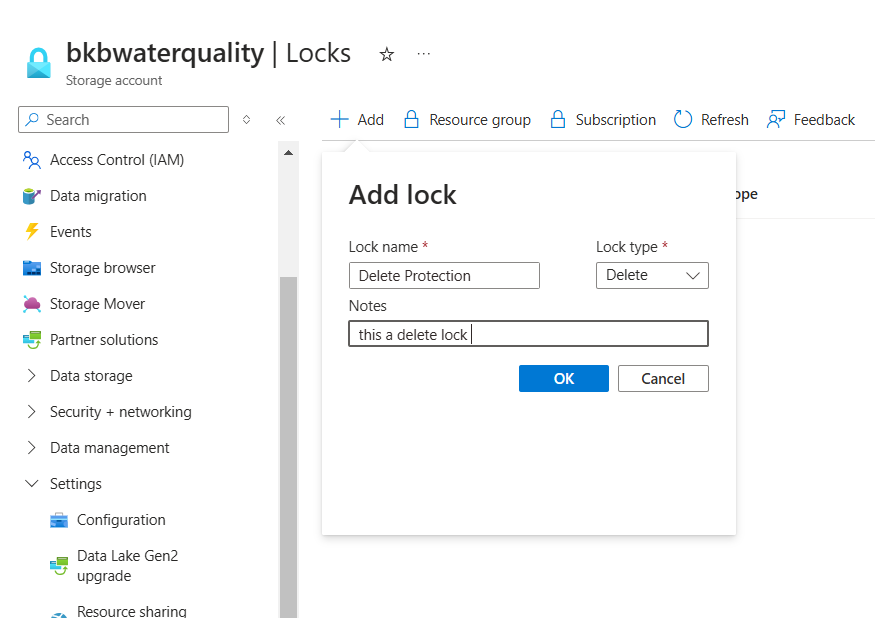 bkbwaterquality | Locks
Storage account
Search
Add
Resource group
Subscription
Refresh
Feedback
Access Control (IAM)
Data migration
Events
Storage browser
Storage Mover
Partner solutions
Data storage
Security + networking
Data management
Settings
Configuration
Data Lake Gen2
upgrade
Resource sharing
Add lock
Lock name *
Lock type *
Delete Protection
Delete
Notes
this a delete lock
OK
Cancel